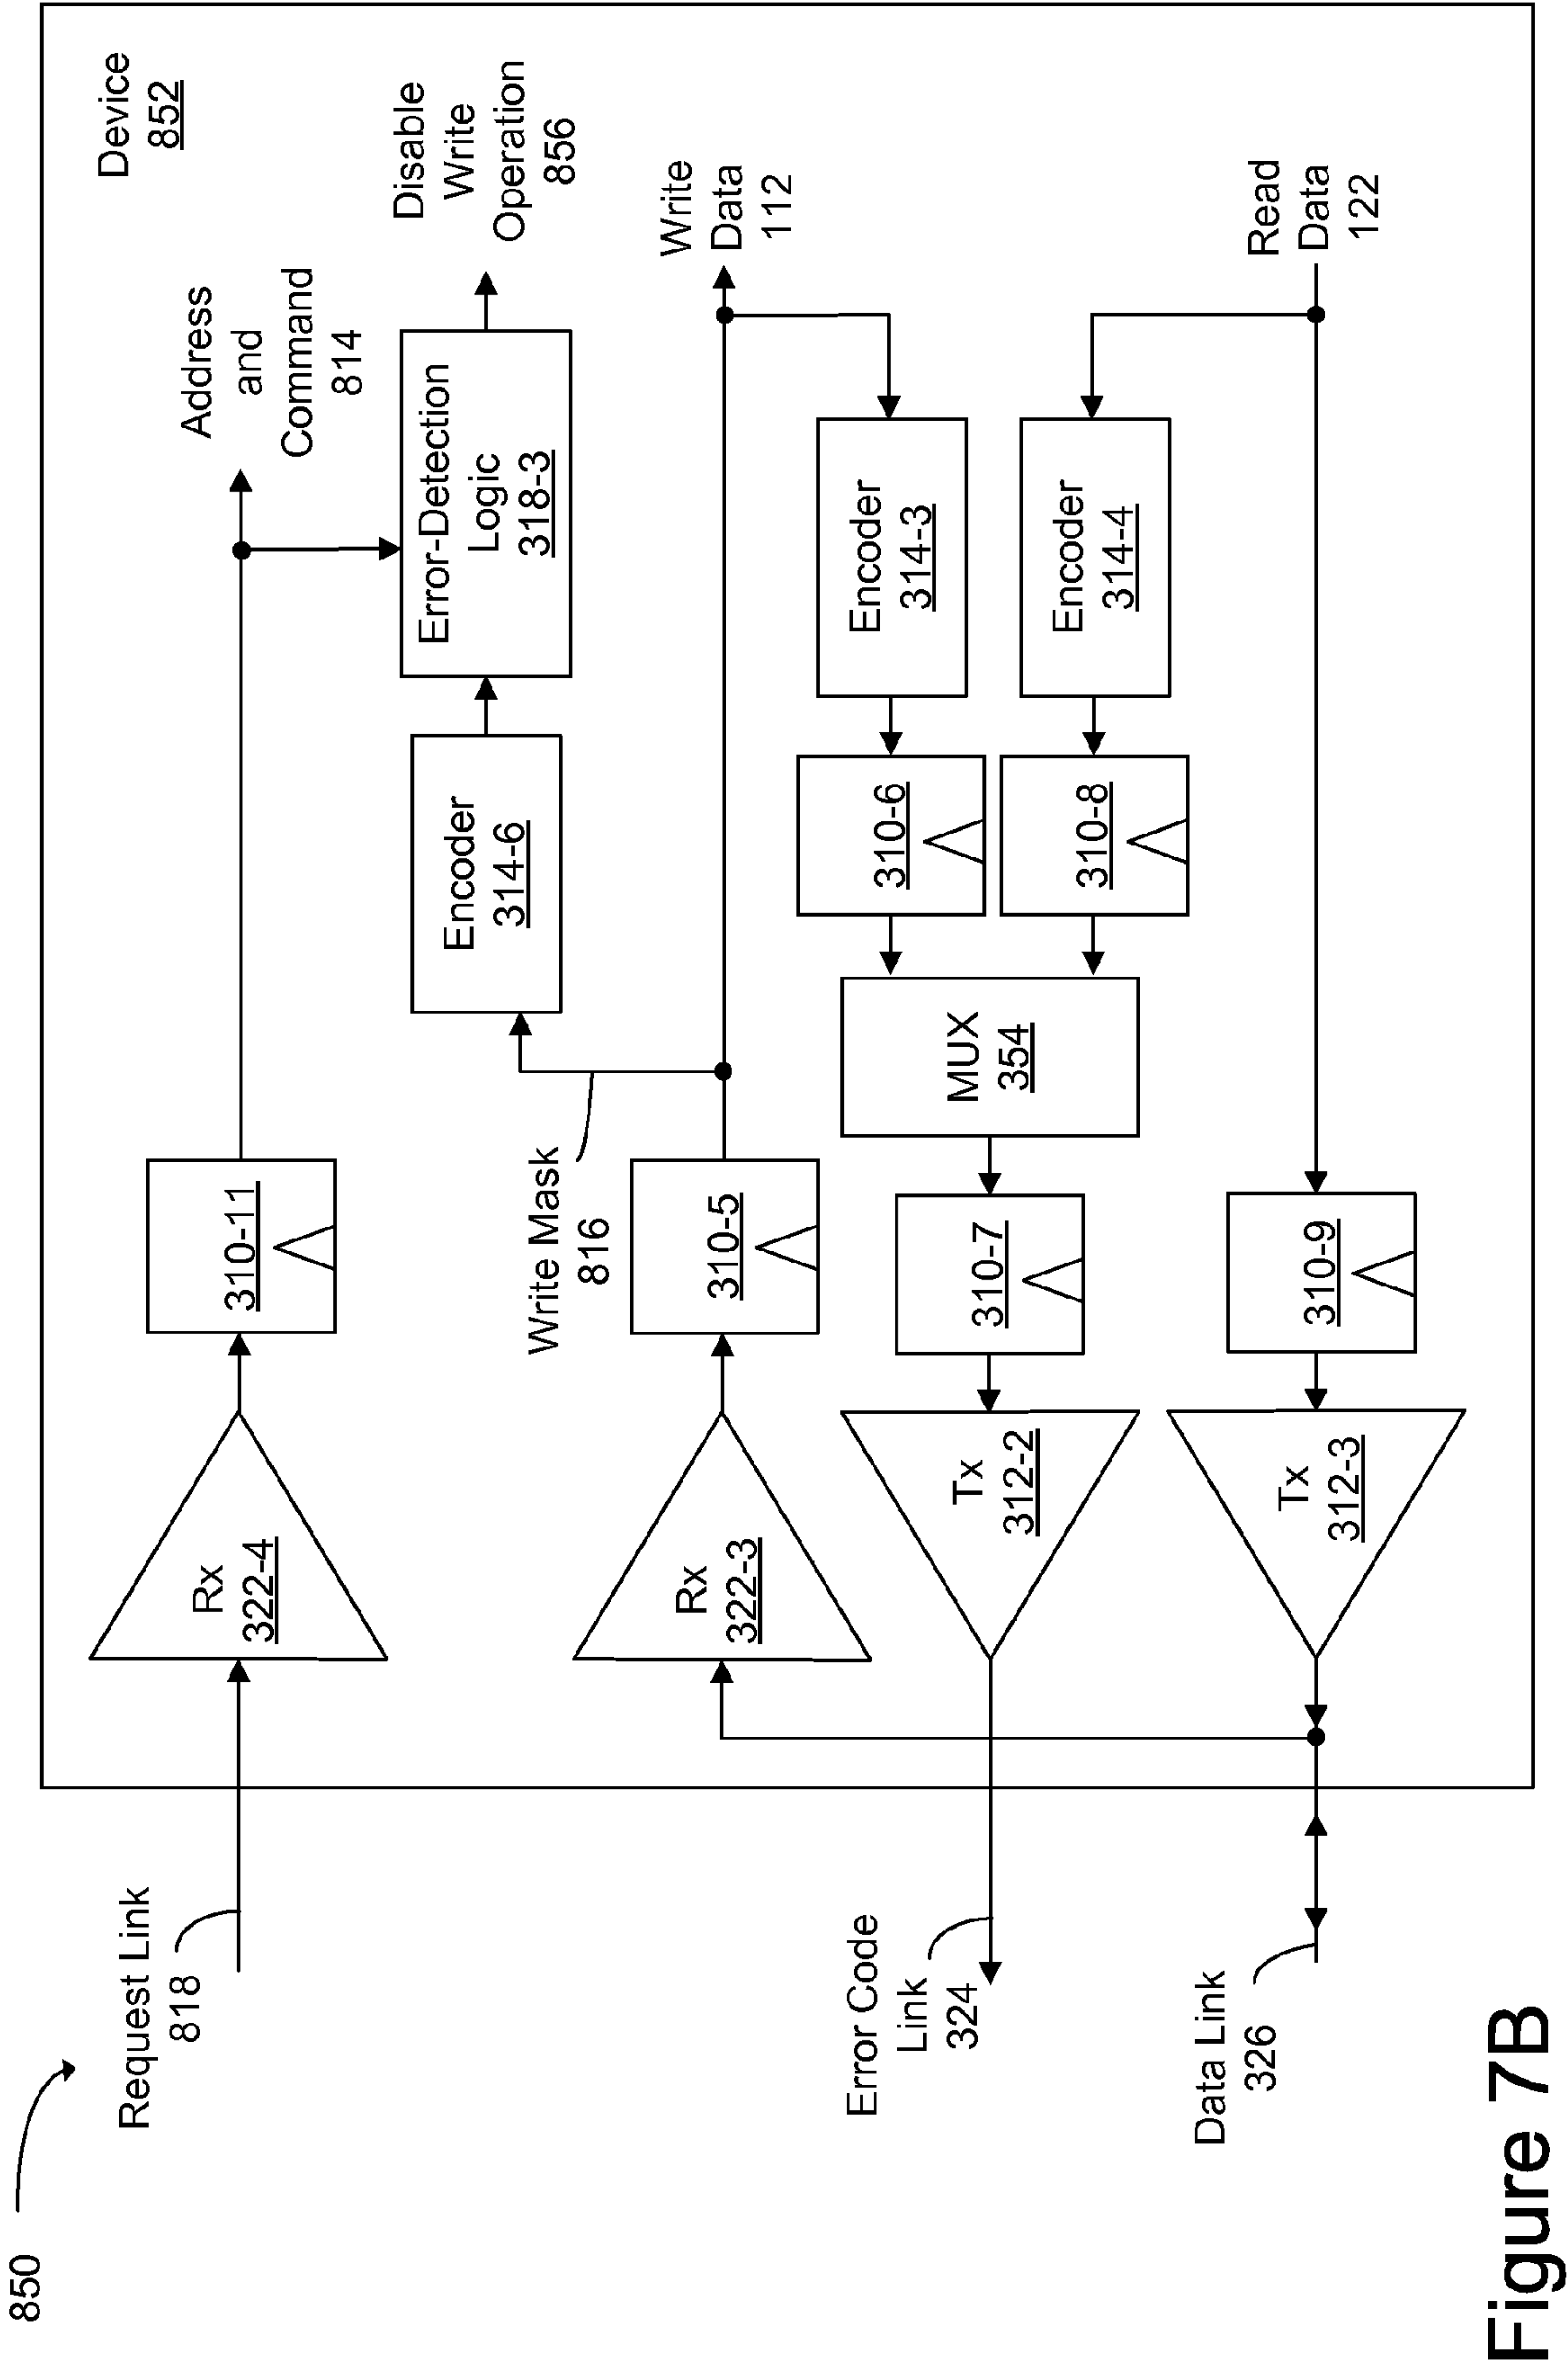 850
Request Link
818
Device
852
Rx
322-4
310-11
Address
and
Command
814
Write Mask
816
Encoder
314-6
Error-Detection
Logic
318-3
Disable
Write
Operation
856
Rx
322-3
310-5
Write
Data
112
Error Code
Link
324
Tx
312-2
310-7
MUX
354
310-6
Encoder
314-3
310-8
Encoder
314-4
Data Link
326
Tx
312-3
310-9
Read
Data
122
Figure 7B